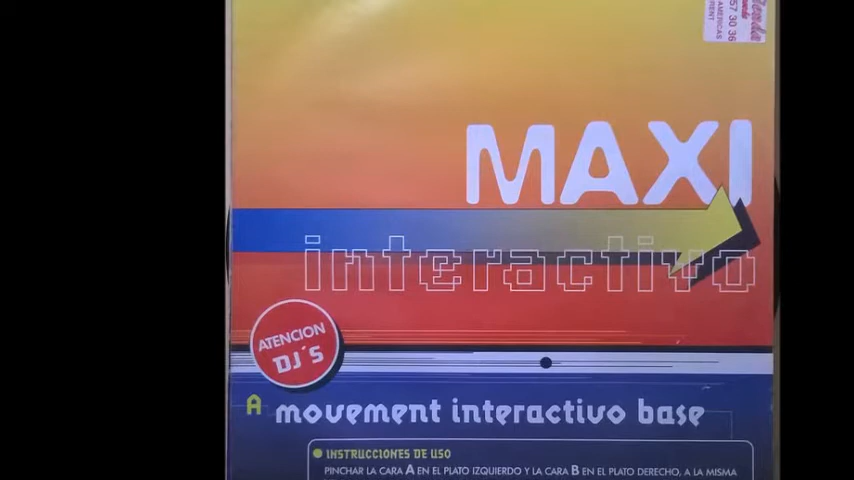 57 30 36
AMERICAS
MAXI
interactivo
ATENCION
DJ´S
A movement interactivo base
INSTRUCCIONES DE USO
PINCHAR LA CARA A EN EL PLATO IZQUIERDO Y LA CARA B EN EL PLATO DERECHO, A LA MISMA